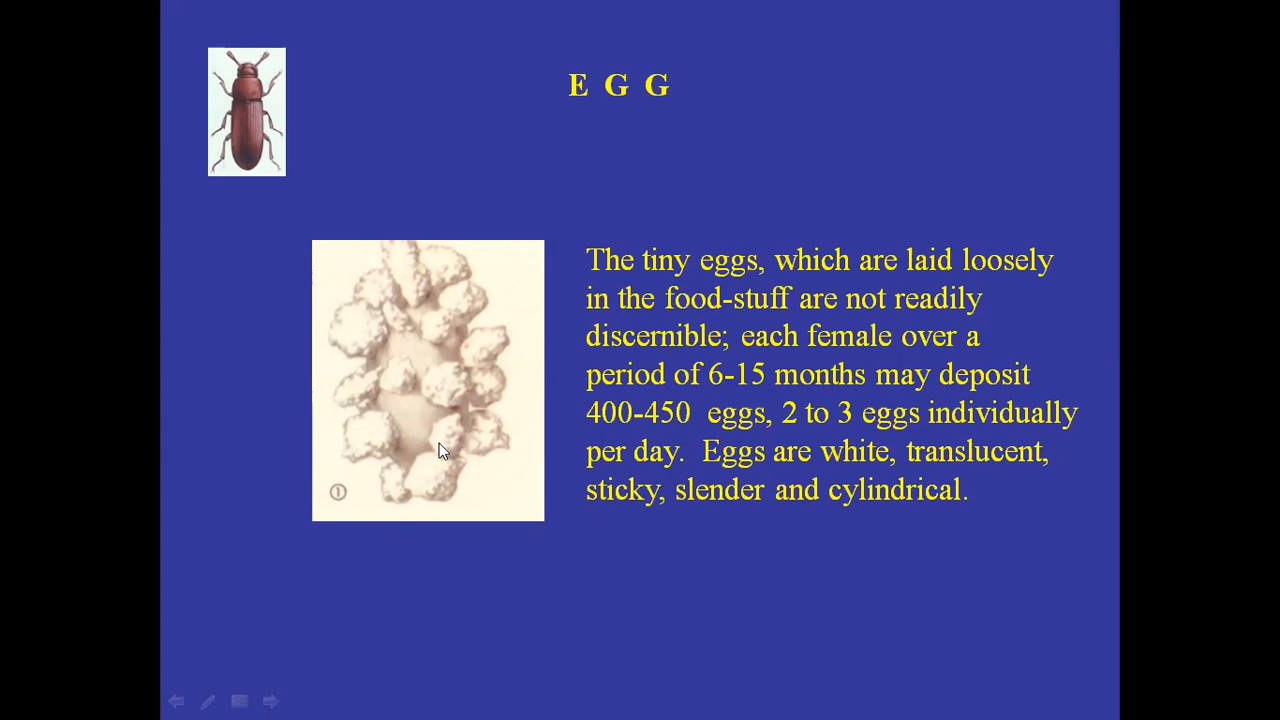 E G G
The tiny eggs, which are laid loosely
in the food-stuff are not readily
discernible; each female over a
period of 6-15 months may deposit
400-450  eggs, 2 to 3 eggs individually
per day.  Eggs are white, translucent,
sticky, slender and cylindrical.
①